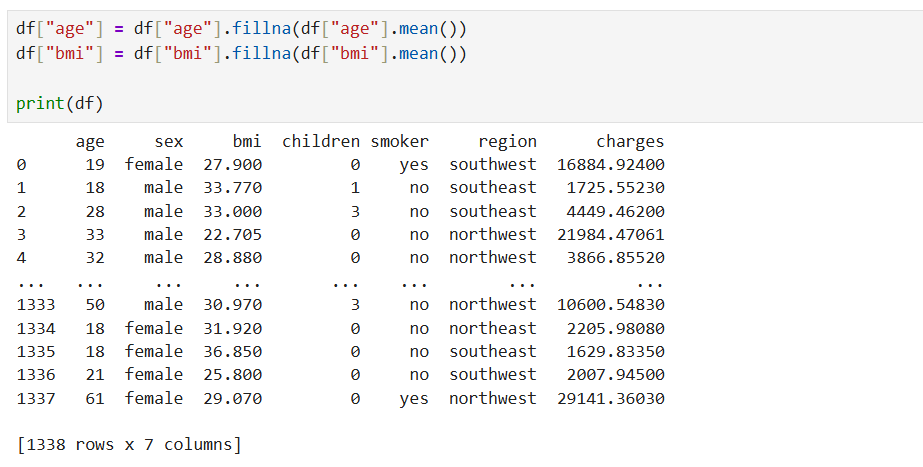 df["age"] = df["age"].fillna(df["age"].mean())
df["bmi"] = df["bmi"].fillna(df["bmi"].mean())
print(df)
age sex bmi children smoker region charges
0 19 female 27.900 0 yes southwest 16884.92400
1 18 male 33.770 1 no southeast 1725.55230
2 28 male 33.000 3 no southeast 4449.46200
3 33 male 22.705 0 no northwest 21984.47061
4 32 male 28.880 0 no northwest 3866.85520
... ... ... ... ... ... ... ...
1333 50 male 30.970 3 no northwest 10600.54830
1334 18 female 31.920 0 no northeast 2205.98080
1335 18 female 36.850 0 no southeast 1629.83350
1336 21 female 25.800 0 no southwest 2007.94500
1337 61 female 29.070 0 yes northwest 29141.36030
[1338 rows x 7 columns]